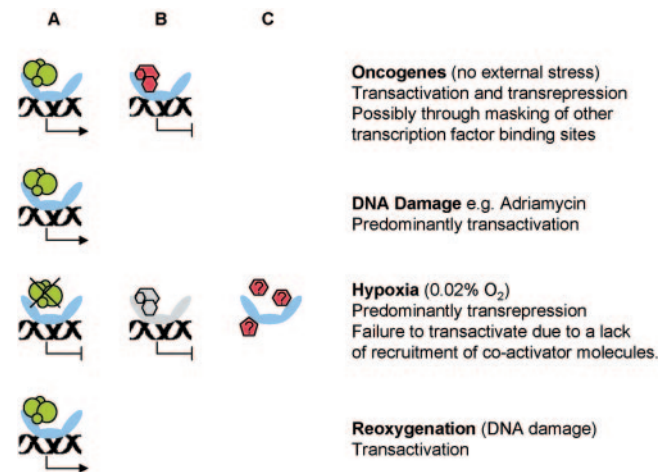 A B C
Oncogenes (no external stress)
Transactivation and transrepression
Possibly through masking of other
transcription factor binding sites
DNA Damage e.g. Adriamycin
Predominantly transactivation
? ? ?
Hypoxia (0.02% O₂)
Predominantly transrepression
Failure to transactivate due to a lack
of recruitment of co-activator molecules.
Reoxygenation (DNA damage)
Transactivation